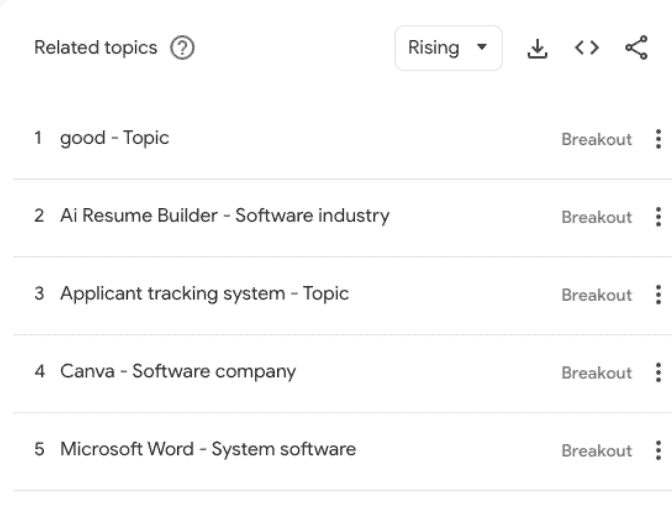 Related topics ? Rising
1 good - Topic Breakout
2 Ai Resume Builder - Software industry Breakout
3 Applicant tracking system - Topic Breakout
4 Canva - Software company Breakout
5 Microsoft Word - System software Breakout